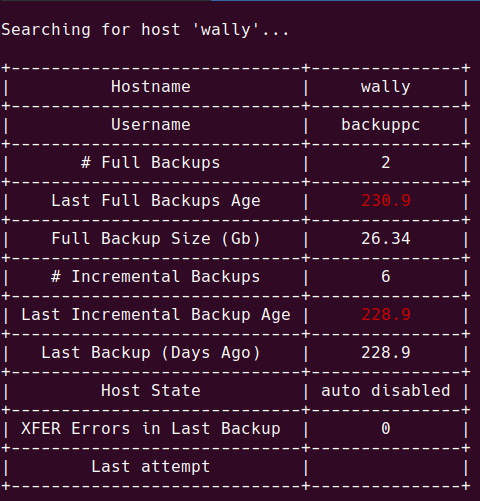 Searching for host 'wally'...
+-----------------------------+---------------+
| Hostname | wally |
+-----------------------------+---------------+
| Username | backuppc |
+-----------------------------+---------------+
| # Full Backups | 2 |
+-----------------------------+---------------+
| Last Full Backups Age | 230.9 |
+-----------------------------+---------------+
| Full Backup Size (Gb) | 26.34 |
+-----------------------------+---------------+
| # Incremental Backups | 6 |
+-----------------------------+---------------+
| Last Incremental Backup Age | 228.9 |
+-----------------------------+---------------+
| Last Backup (Days Ago) | 228.9 |
+-----------------------------+---------------+
| Host State | auto disabled |
+-----------------------------+---------------+
| XFER Errors in Last Backup | 0 |
+-----------------------------+---------------+
| Last attempt | |
+-----------------------------+---------------+